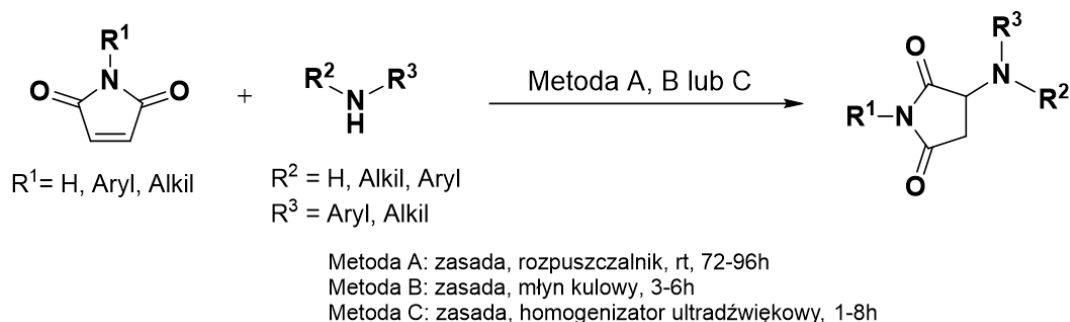 R¹
N
O O
+
R² R³
N
H
Metoda A, B lub C
R³
O N
R²
R¹-N
O
R¹= H, Aryl, Alkil
R² = H, Alkil, Aryl
R³ = Aryl, Alkil
Metoda A: zasada, rozpuszczalnik, rt, 72-96h
Metoda B: zasada, młyn kulowy, 3-6h
Metoda C: zasada, homogenizator ultradźwiękowy, 1-8h